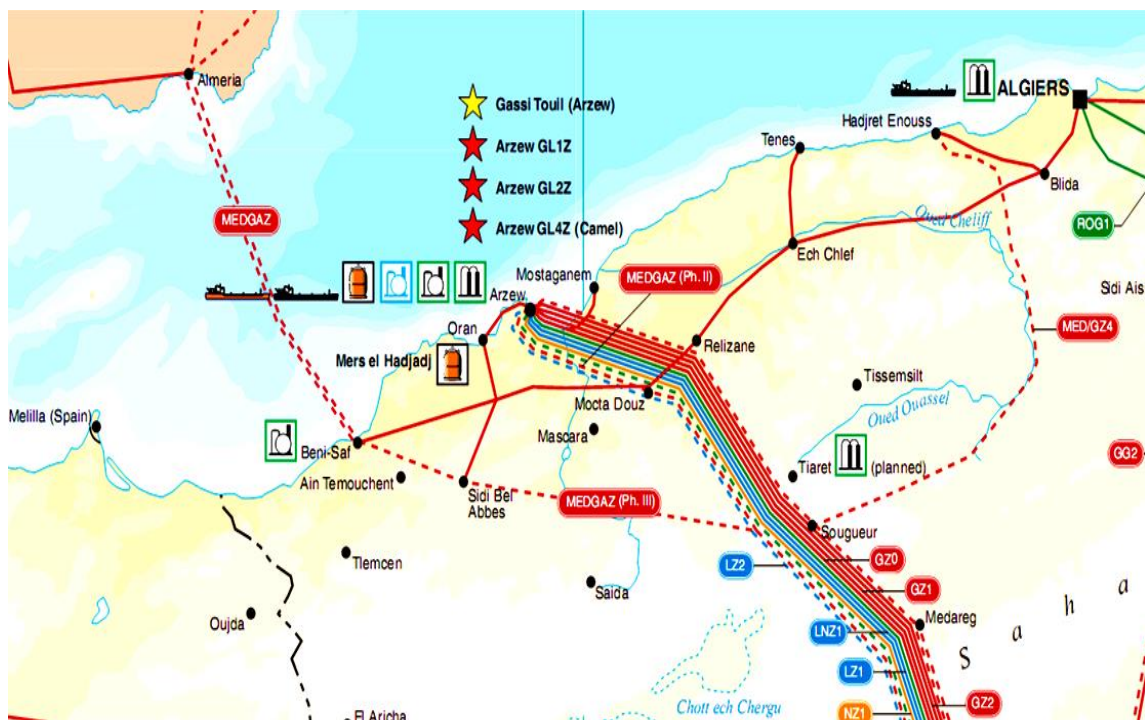 Almeria
Gassi Touil (Arzew)
Arzew GL1Z
Arzew GL2Z
Arzew GL4Z (Camel)
ALGIERS
Hadjret Enouss
Tenes
Blida
MEDGAZ
Oued Cheliff
ROG1
Ech Chlef
Mostaganem
MEDGAZ (Ph. II)
Sidi Ais
Arzew
Oran
Mers el Hadjadj
Relizane
MED/GZ4
Tissemsilt
Mocta Douz
Oued Ouassel
Melilla (Spain)
Mascara
Beni-Saf
Tiaret
(planned)
GG2
Ain Temouchent
Sidi Bel
Abbes
MEDGAZ (Ph. III)
Sougueur
Tlemcen
LZ2
GZ0
Saida
GZ1
Oujda
Medareg
LNZ1
S a h a
LZ1
Chott ech Chergu
GZ2
NZ1
El Aricha